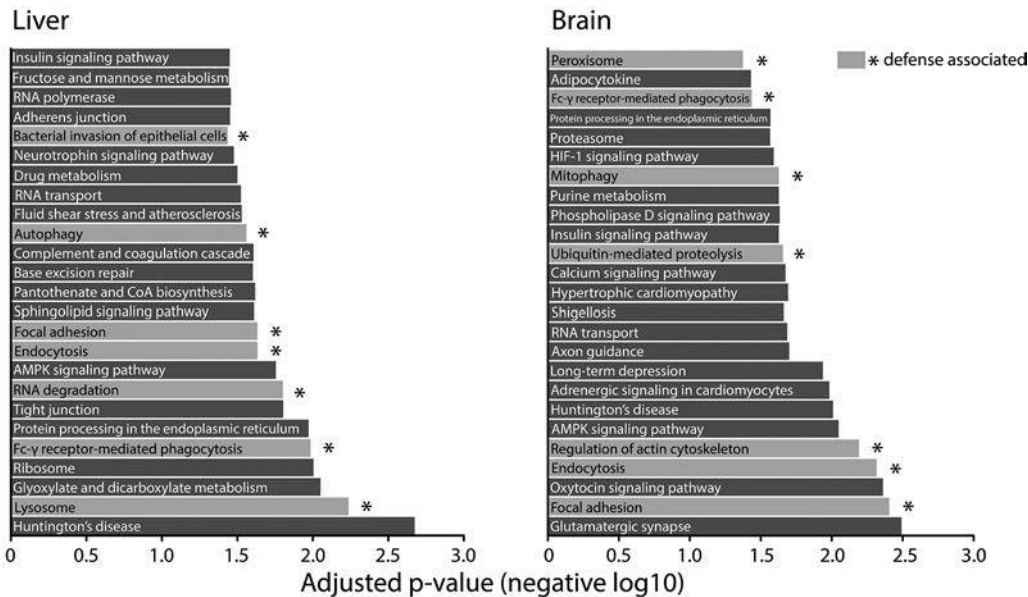 Liver
Insulin signaling pathway
Fructose and mannose metabolism
RNA polymerase
Adherens junction
Bacterial invasion of epithelial cells *
Neurotrophin signaling pathway
Drug metabolism
RNA transport
Fluid shear stress and atherosclerosis
Autophagy *
Complement and coagulation cascade
Base excision repair
Pantothenate and CoA biosynthesis
Sphingolipid signaling pathway
Focal adhesion *
Endocytosis *
AMPK signaling pathway
RNA degradation *
Tight junction
Protein processing in the endoplasmic reticulum
Fc-γ receptor-mediated phagocytosis *
Ribosome
Glyoxylate and dicarboxylate metabolism
Lysosome *
Huntington's disease
0 0.5 1.0 1.5 2.0 2.5 3.0
Brain
Peroxisome *
Adipocytokine
Fc-γ receptor-mediated phagocytosis *
Protein processing in the endoplasmic reticulum
Proteasome
HIF-1 signaling pathway
Mitophagy *
Purine metabolism
Phospholipase D signaling pathway
Insulin signaling pathway
Ubiquitin-mediated proteolysis *
Calcium signaling pathway
Hypertrophic cardiomyopathy
Shigellosis
RNA transport
Axon guidance
Long-term depression
Adrenergic signaling in cardiomyocytes
Huntington's disease
AMPK signaling pathway
Regulation of actin cytoskeleton *
Endocytosis *
Oxytocin signaling pathway
Focal adhesion *
Glutamatergic synapse
0 0.5 1.0 1.5 2.0 2.5 3.0
* defense associated
Adjusted p-value (negative log10)